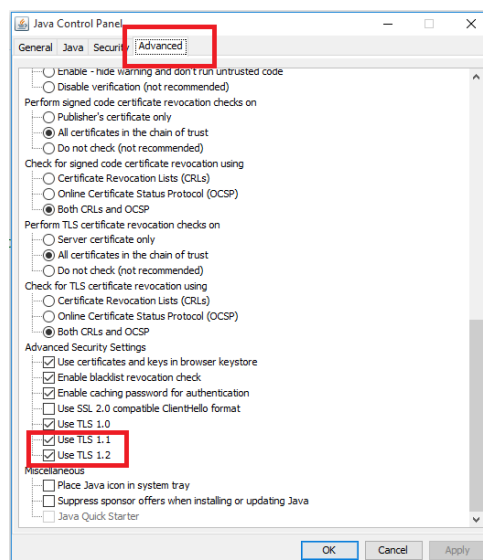 Java Control Panel
General Java Security Advanced
Enable - hide warning and don't run untrusted code
Disable verification (not recommended)
Perform signed code certificate revocation checks on
Publisher's certificate only
All certificates in the chain of trust
Do not check (not recommended)
Check for signed code certificate revocation using
Certificate Revocation Lists (CRLs)
Online Certificate Status Protocol (OCSP)
Both CRLs and OCSP
Perform TLS certificate revocation checks on
Server certificate only
All certificates in the chain of trust
Do not check (not recommended)
Check for TLS certificate revocation using
Certificate Revocation Lists (CRLs)
Online Certificate Status Protocol (OCSP)
Both CRLs and OCSP
Advanced Security Settings
Use certificates and keys in browser keystore
Enable blacklist revocation check
Enable caching password for authentication
Use SSL 2.0 compatible ClientHello format
Use TLS 1.0
Use TLS 1.1
Use TLS 1.2
Miscellaneous
Place Java icon in system tray
Suppress sponsor offers when installing or updating Java
Java Quick Starter
OK Cancel Apply